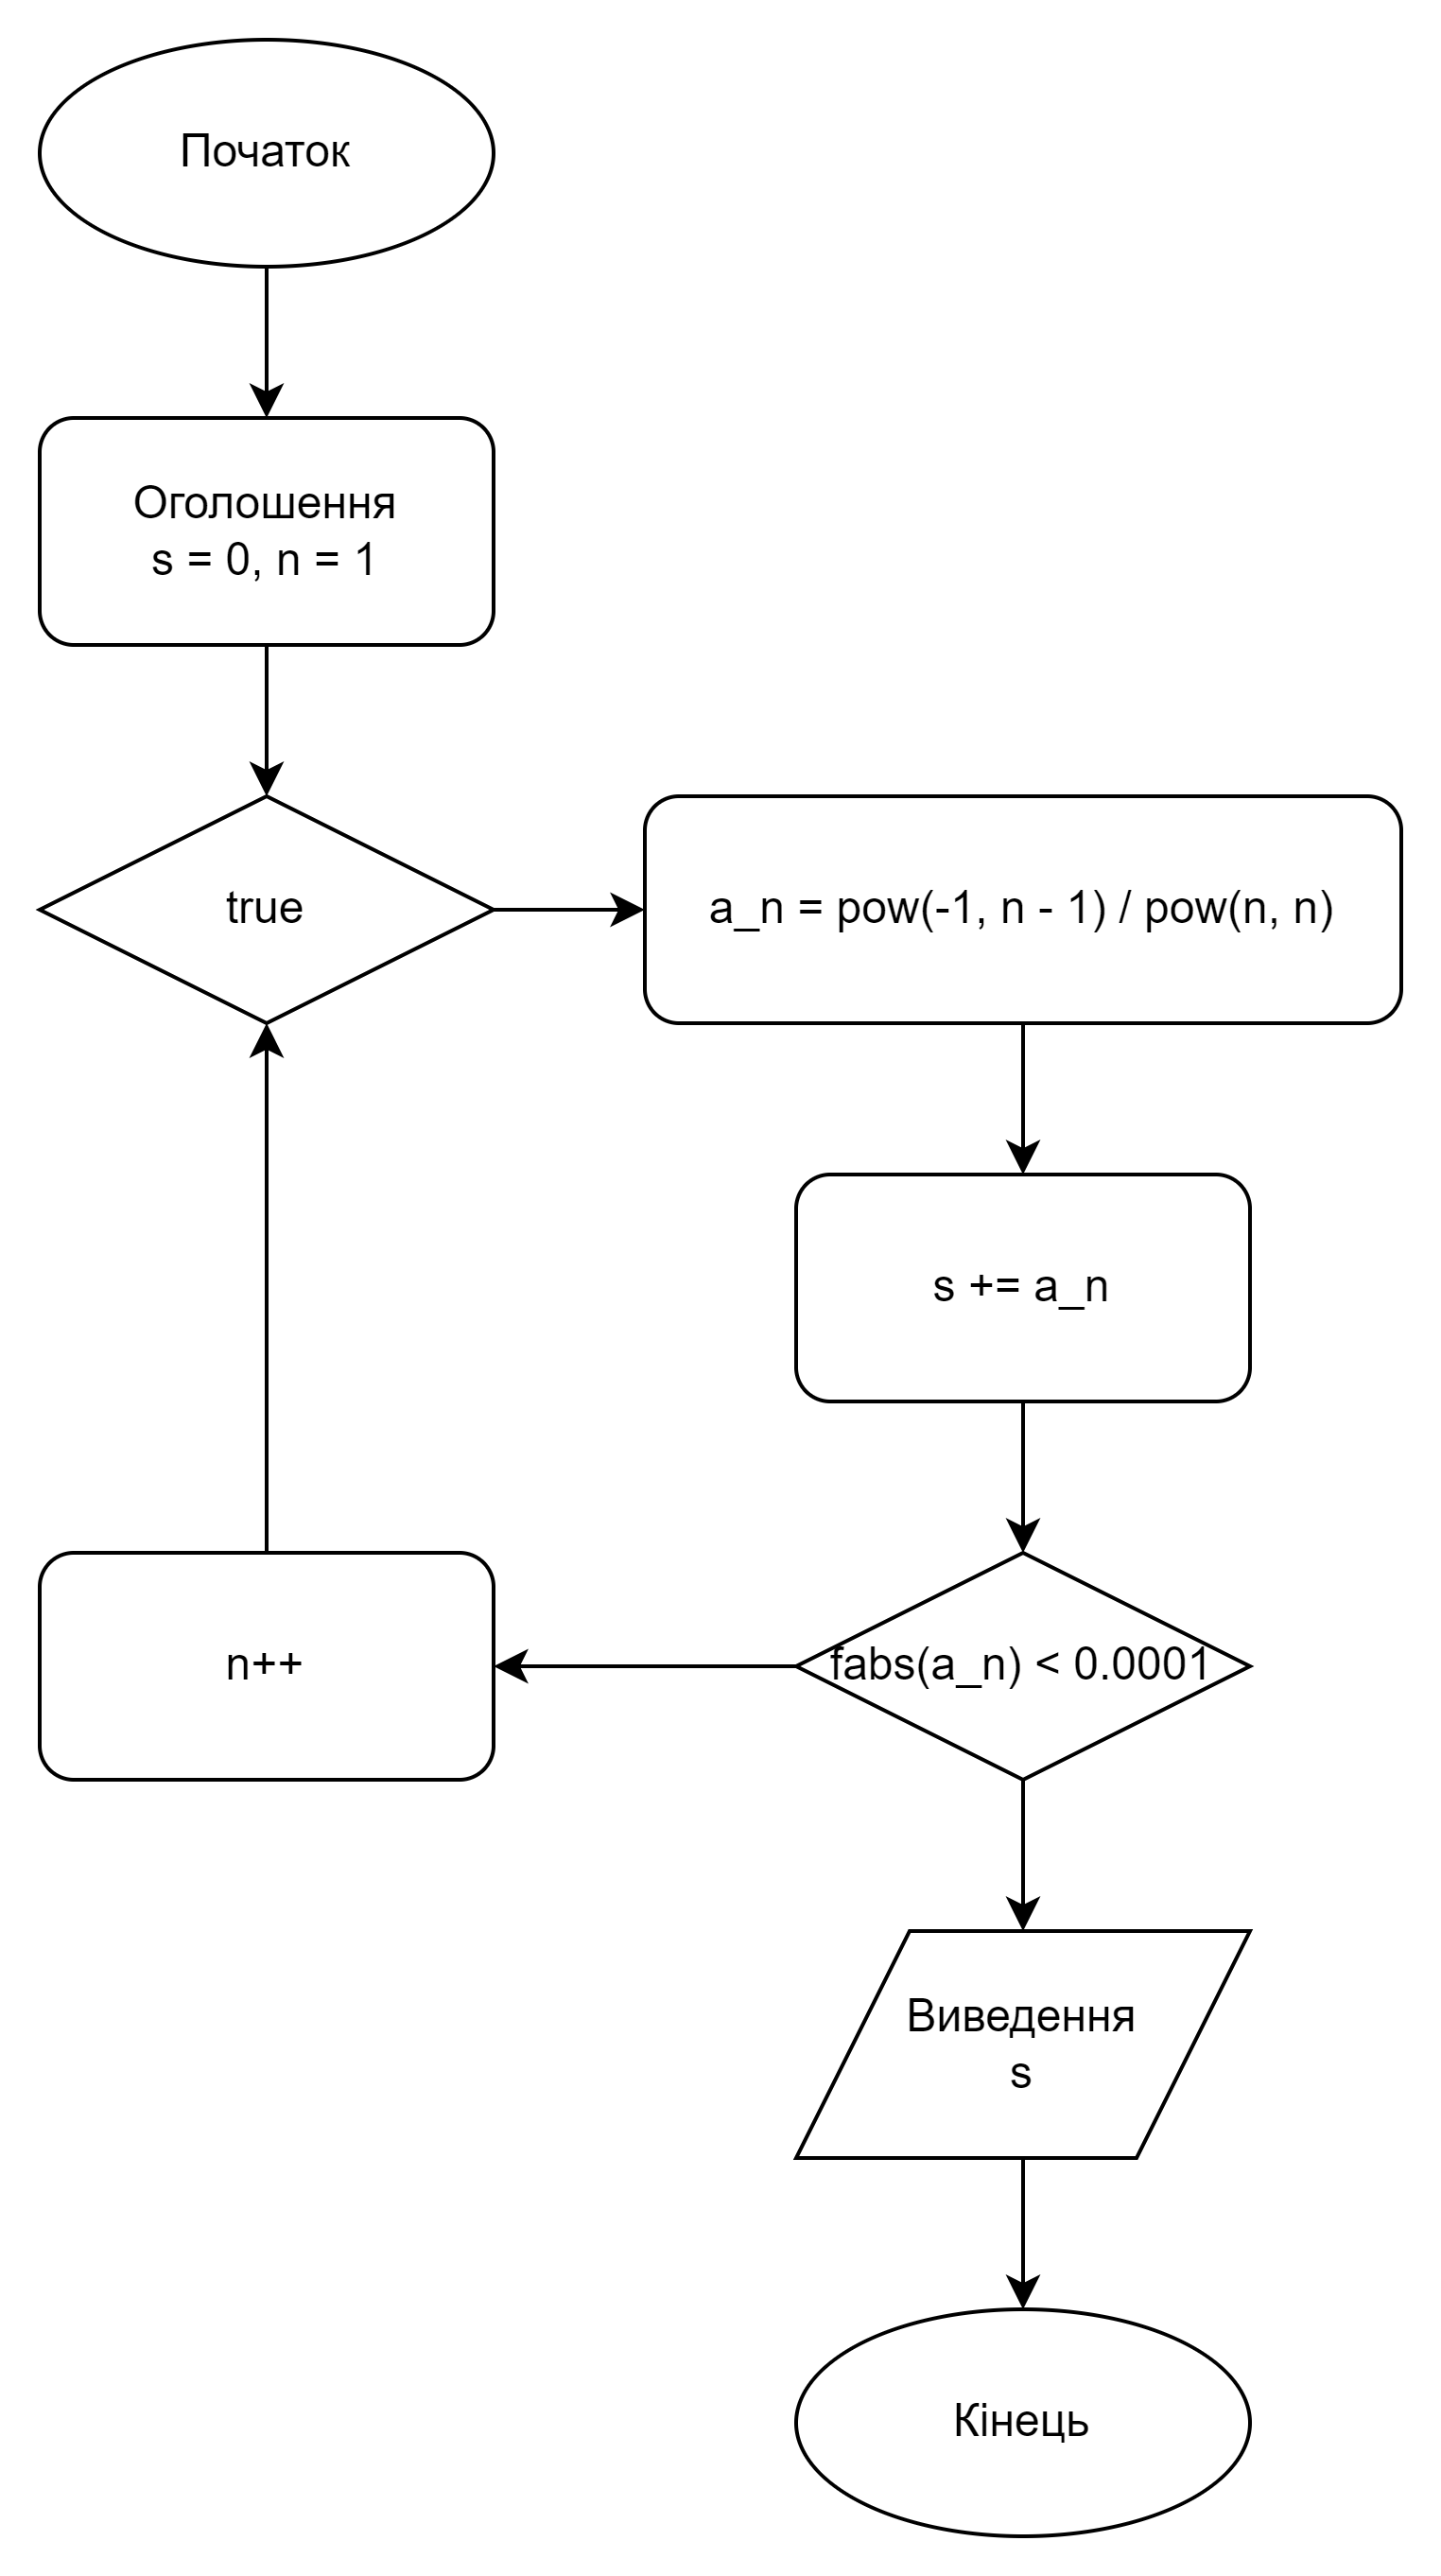 Початок
Оголошення
s = 0, n = 1
true
a_n = pow(-1, n - 1) / pow(n, n)
s += a_n
fabs(a_n) < 0.0001
n++
Виведення
s
Кінець